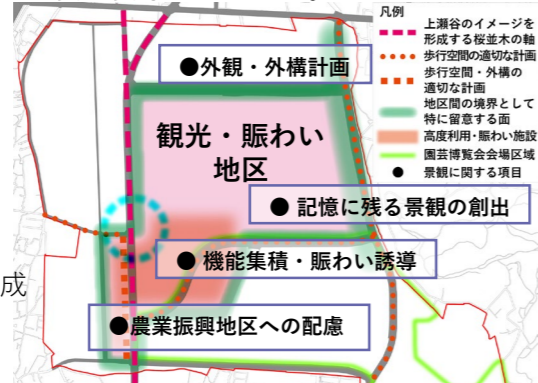 凡例
上瀬谷のイメージを
形成する桜並木の軸
歩行空間の適切な計画
歩行空間・外構の
適切な計画
地区間の境界として
特に留意する面
高度利用・賑わい施設
園芸博覧会会場区域
● 景観に関する項目
●外観・外構計画
観光・賑わい
地区
● 記憶に残る景観の創出
● 機能集積・賑わい誘導
成
●農業振興地区への配慮